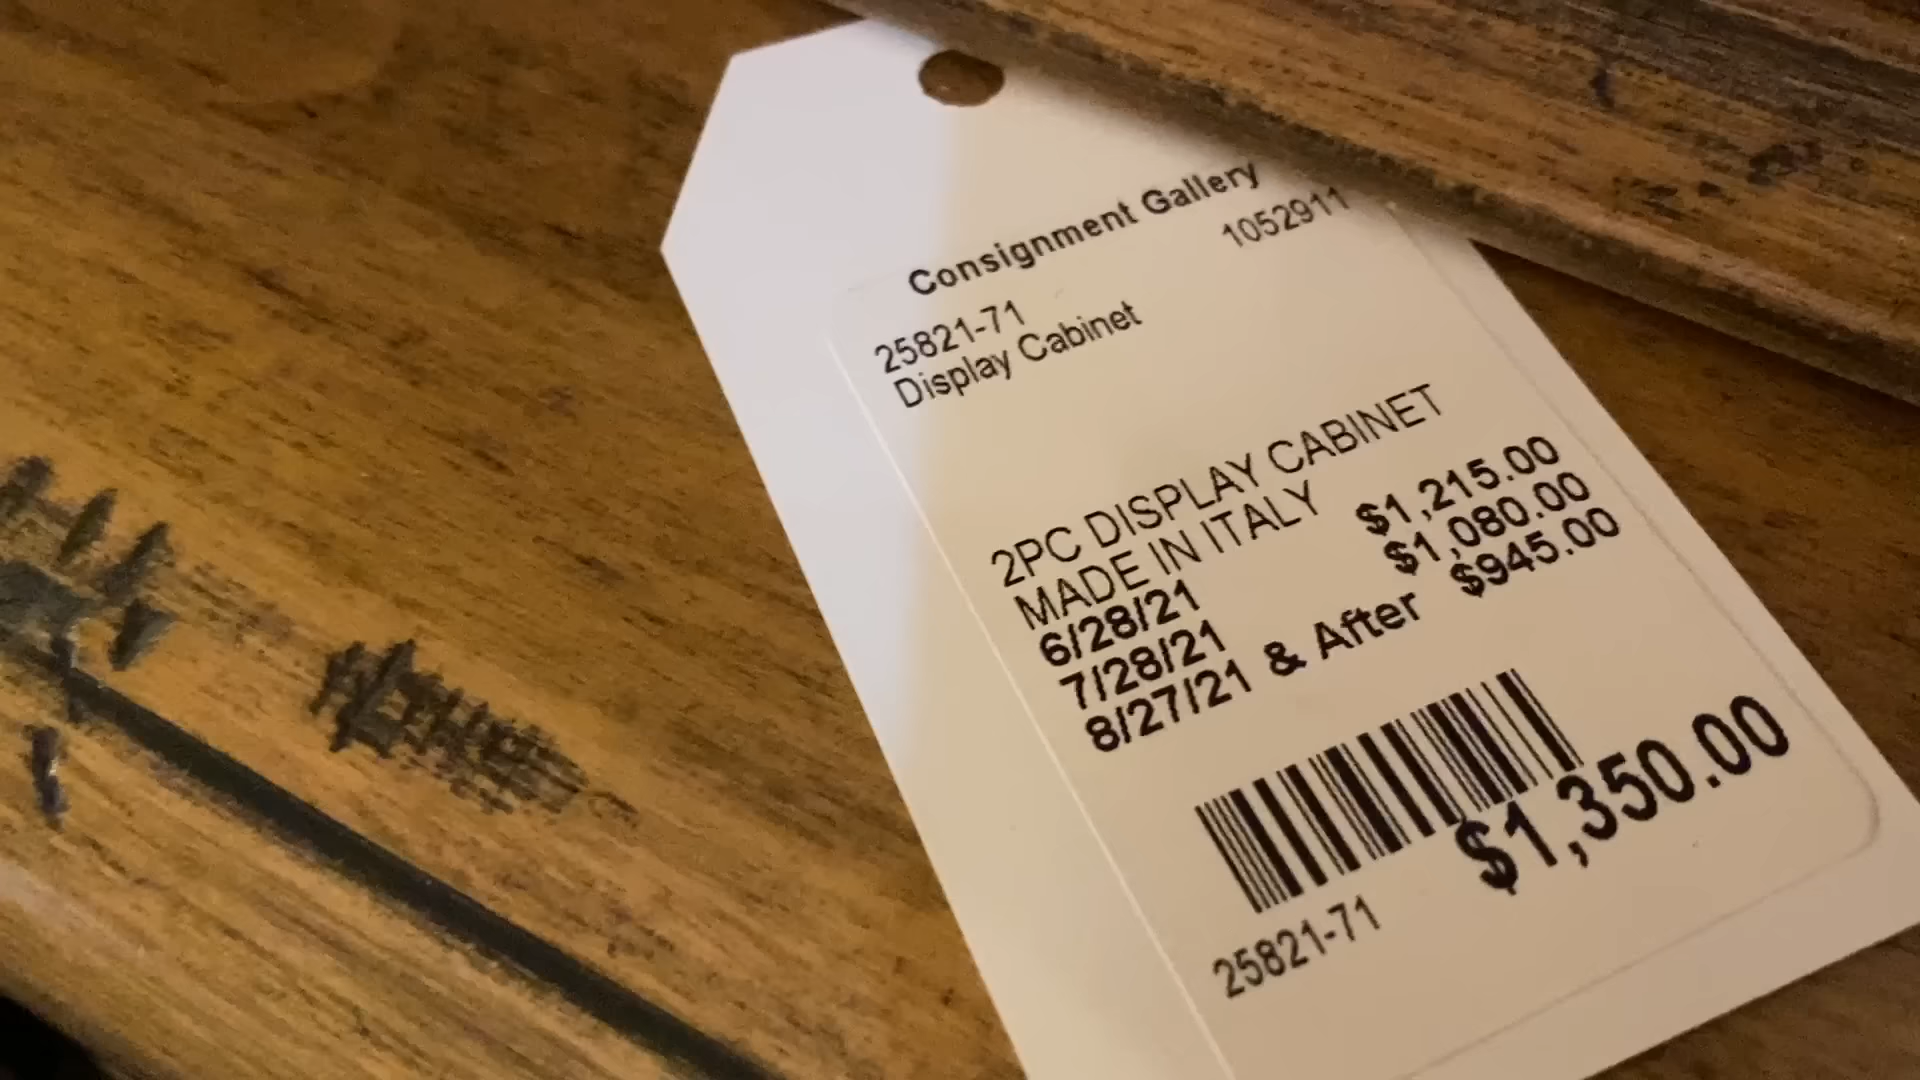 Consignment Gallery
1052911
25821-71
Display Cabinet
2PC DISPLAY CABINET
MADE IN ITALY
6/28/21 $1,215.00
7/28/21 $1,080.00
8/27/21 & After $945.00
$1,350.00
25821-71